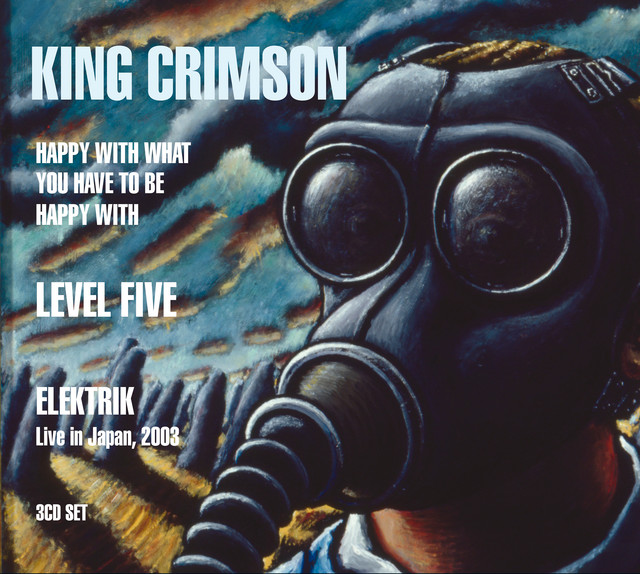 KING CRIMSON
HAPPY WITH WHAT
YOU HAVE TO BE
HAPPY WITH
LEVEL FIVE
ELEKTRIK
Live in Japan, 2003
3CD SET